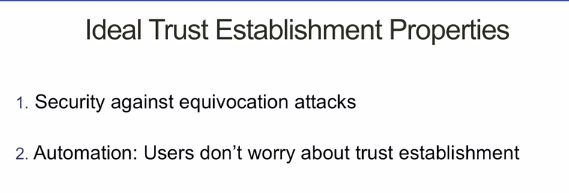 Ideal Trust Establishment Properties
1. Security against equivocation attacks
2. Automation: Users don't worry about trust establishment